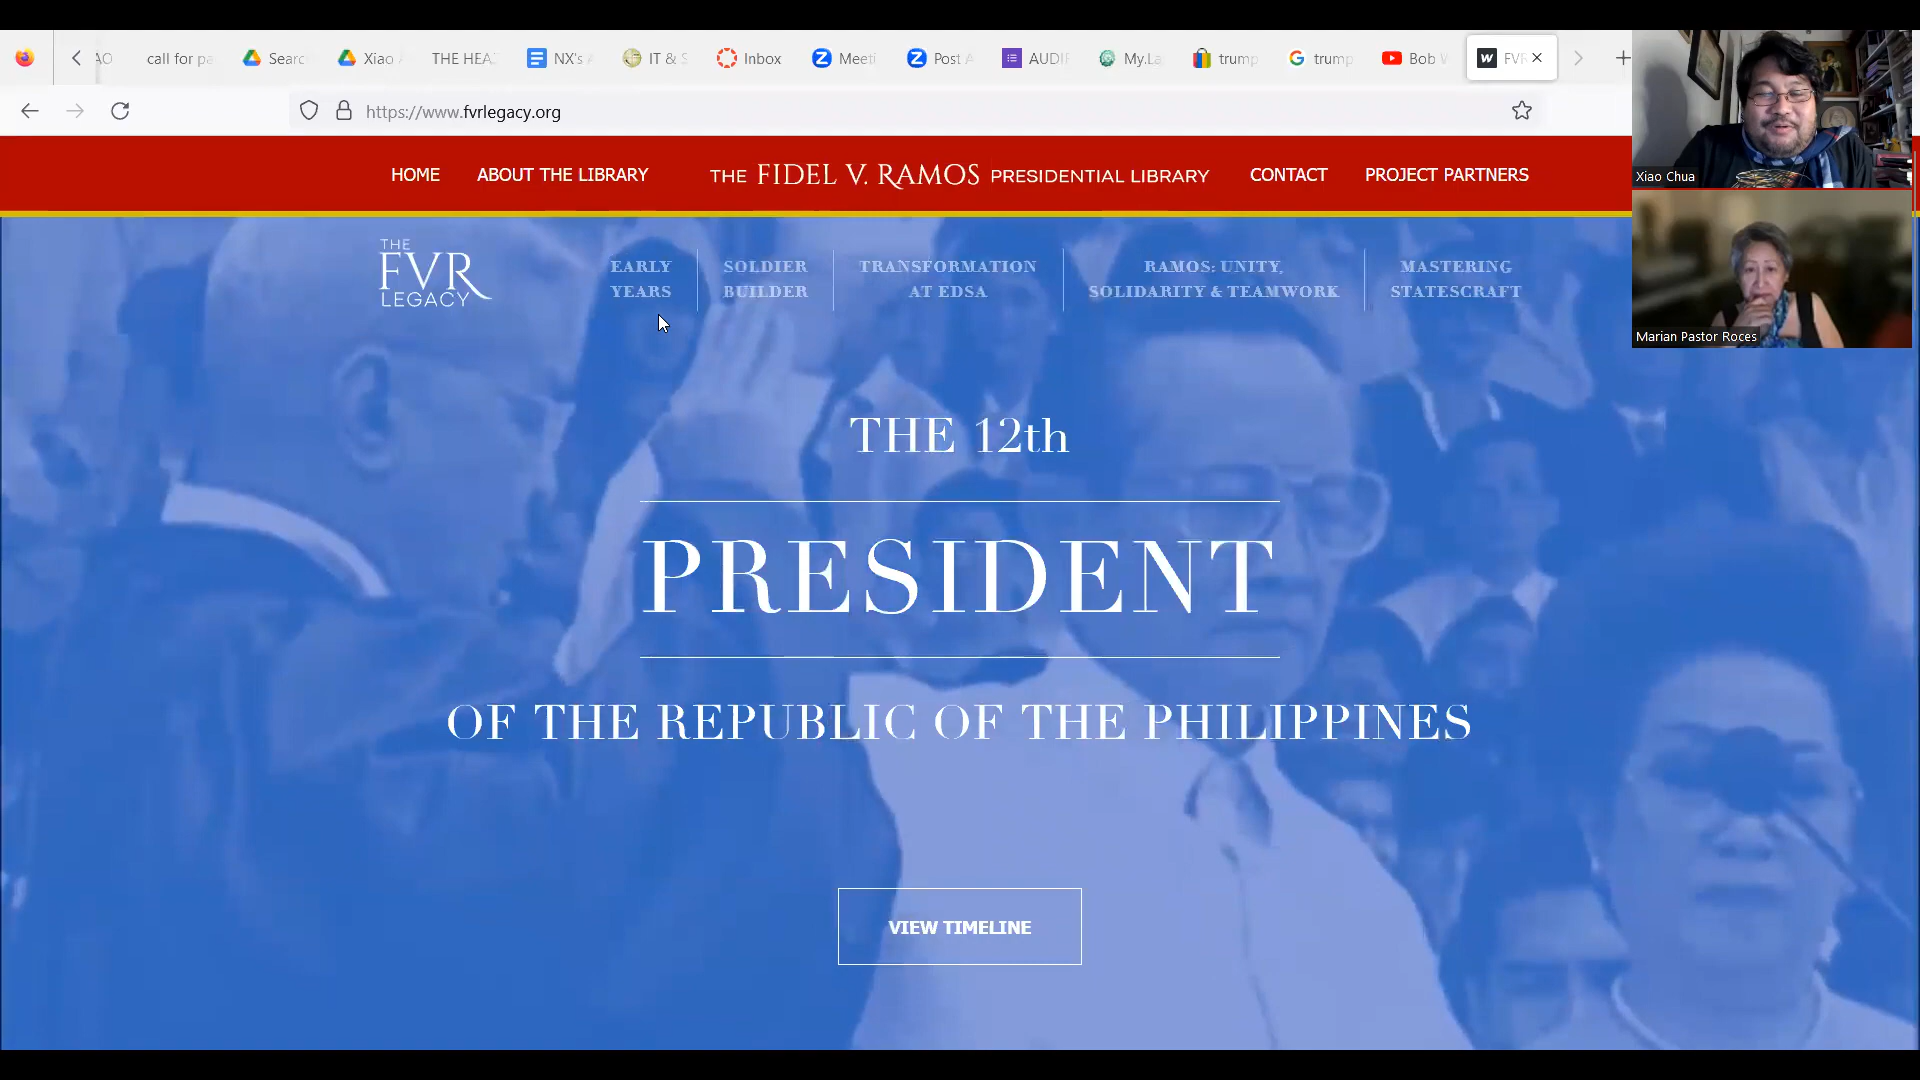 call for pa
Searc
Xiao
THE HEA
NX's
IT & S
Inbox
Meeti
Post A
AUDI
My.La
trump
trump
Bob W
FVR
https://www.fvrlegacy.org
HOME
ABOUT THE LIBRARY
THE FIDEL V. RAMOS PRESIDENTIAL LIBRARY
CONTACT
PROJECT PARTNERS
Xiao Chua
Marian Pastor Roces
THE
FVR
LEGACY
EARLY
YEARS
SOLDIER
BUILDER
TRANSFORMATION
AT EDSA
RAMOS: UNITY,
SOLIDARITY & TEAMWORK
MASTERING
STATESCRAFT
THE 12th
PRESIDENT
OF THE REPUBLIC OF THE PHILIPPINES
VIEW TIMELINE